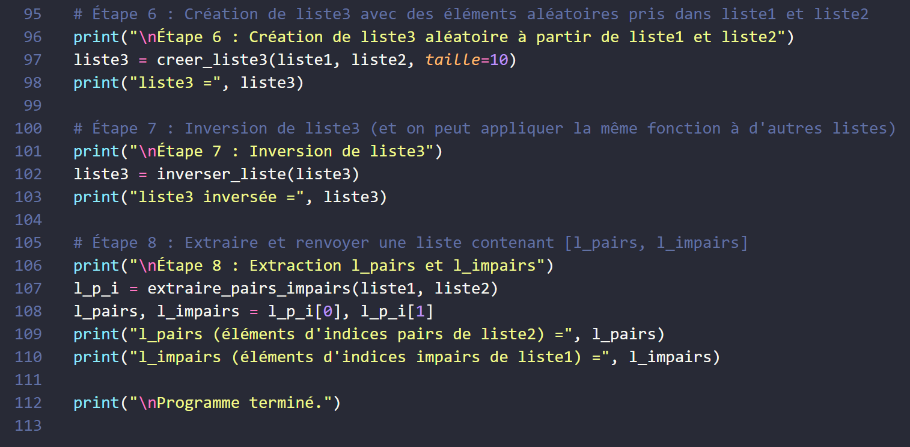 95 # Étape 6 : Création de liste3 avec des éléments aléatoires pris dans liste1 et liste2
96 print("\nÉtape 6 : Création de liste3 aléatoire à partir de liste1 et liste2")
97 liste3 = creer_liste3(liste1, liste2, taille=10)
98 print("liste3 =", liste3)
99
100 # Étape 7 : Inversion de liste3 (et on peut appliquer la même fonction à d'autres listes)
101 print("\nÉtape 7 : Inversion de liste3")
102 liste3 = inverser_liste(liste3)
103 print("liste3 inversée =", liste3)
104
105 # Étape 8 : Extraire et renvoyer une liste contenant [l_pairs, l_impairs]
106 print("\nÉtape 8 : Extraction l_pairs et l_impairs")
107 l_p_i = extraire_pairs_impairs(liste1, liste2)
108 l_pairs, l_impairs = l_p_i[0], l_p_i[1]
109 print("l_pairs (éléments d'indices pairs de liste2) =", l_pairs)
110 print("l_impairs (éléments d'indices impairs de liste1) =", l_impairs)
111
112 print("\nProgramme terminé.")
113